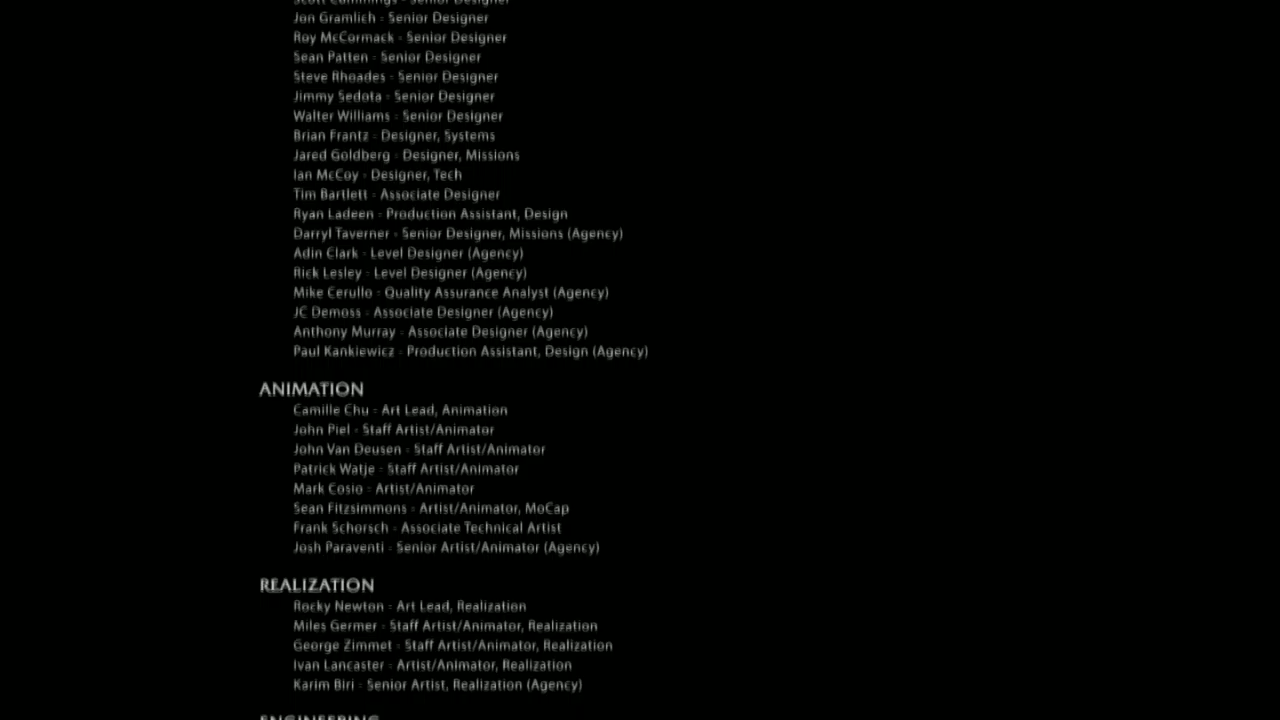 Scott Cummings - Senior Designer
Jon Gramlich - Senior Designer
Roy McCormack - Senior Designer
Sean Patten - Senior Designer
Steve Rhoades - Senior Designer
Jimmy Sedota - Senior Designer
Walter Williams - Senior Designer
Brian Frantz - Designer, Systems
Jared Goldberg - Designer, Missions
Ian McCoy - Designer, Tech
Tim Bartlett - Associate Designer
Ryan Ladeen - Production Assistant, Design
Darryl Taverner - Senior Designer, Missions (Agency)
Adin Clark - Level Designer (Agency)
Rick Lesley - Level Designer (Agency)
Mike Cerullo - Quality Assurance Analyst (Agency)
JC Demoss - Associate Designer (Agency)
Anthony Murray - Associate Designer (Agency)
Paul Kankiewicz - Production Assistant, Design (Agency)
ANIMATION
Camille Chu - Art Lead, Animation
John Piel - Staff Artist/Animator
John Van Deusen - Staff Artist/Animator
Patrick Watje - Staff Artist/Animator
Mark Cosio - Artist/Animator
Sean Fitzsimmons - Artist/Animator, MoCap
Frank Schorsch - Associate Technical Artist
Josh Paraventi - Senior Artist/Animator (Agency)
REALIZATION
Rocky Newton - Art Lead, Realization
Miles Germer - Staff Artist/Animator, Realization
George Zimmet - Staff Artist/Animator, Realization
Ivan Lancaster - Artist/Animator, Realization
Karim Biri - Senior Artist, Realization (Agency)
ENGINEERING